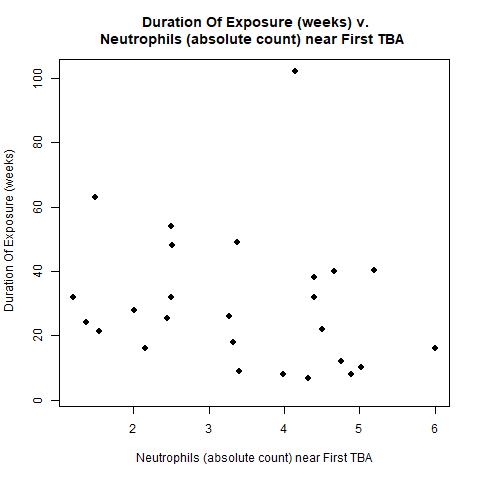 Duration Of Exposure (weeks) v.
Neutrophils (absolute count) near First TBA
100
80
60
40
20
0
Duration Of Exposure (weeks)
2 3 4 5 6
Neutrophils (absolute count) near First TBA